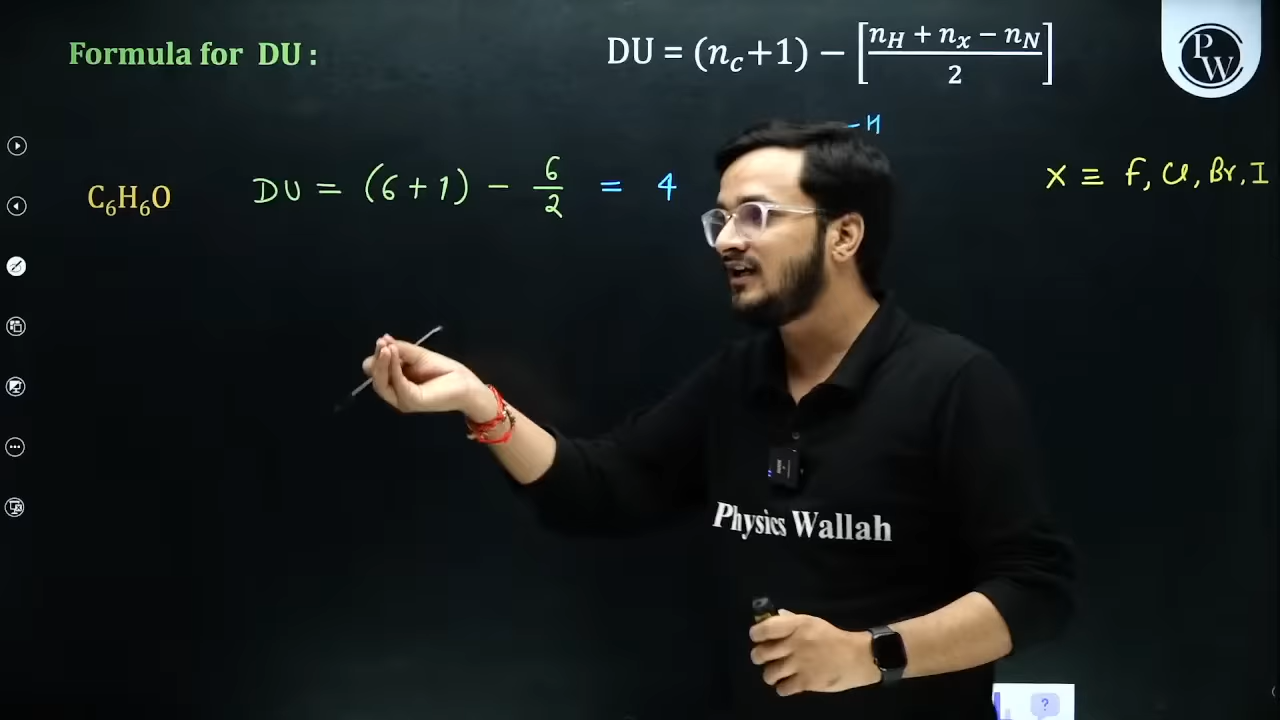 Formula for DU :
DU = (n_c+1) − [n_H + n_x − n_N / 2]
PW
– H
C₆H₆O
DU = (6+1) − 6/2 = 4
X ≡ F, Cl, Br, I
Physics Wallah
?